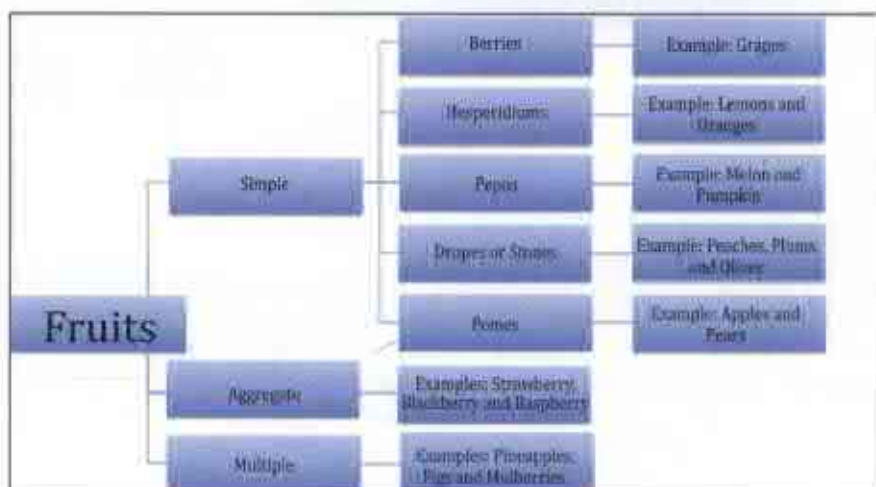 Fruits
Simple
Berries
Example: Grapes
Hesperidiums
Example: Lemons and
Oranges
Pepos
Example: Melon and
Pumpkin
Drupes or Stones
Example: Peaches, Plums
and Olives
Pomes
Example: Apples and
Pears
Aggregate
Examples: Strawberry,
Blackberry and Raspberry
Multiple
Examples: Pineapples,
Figs and Mulberries